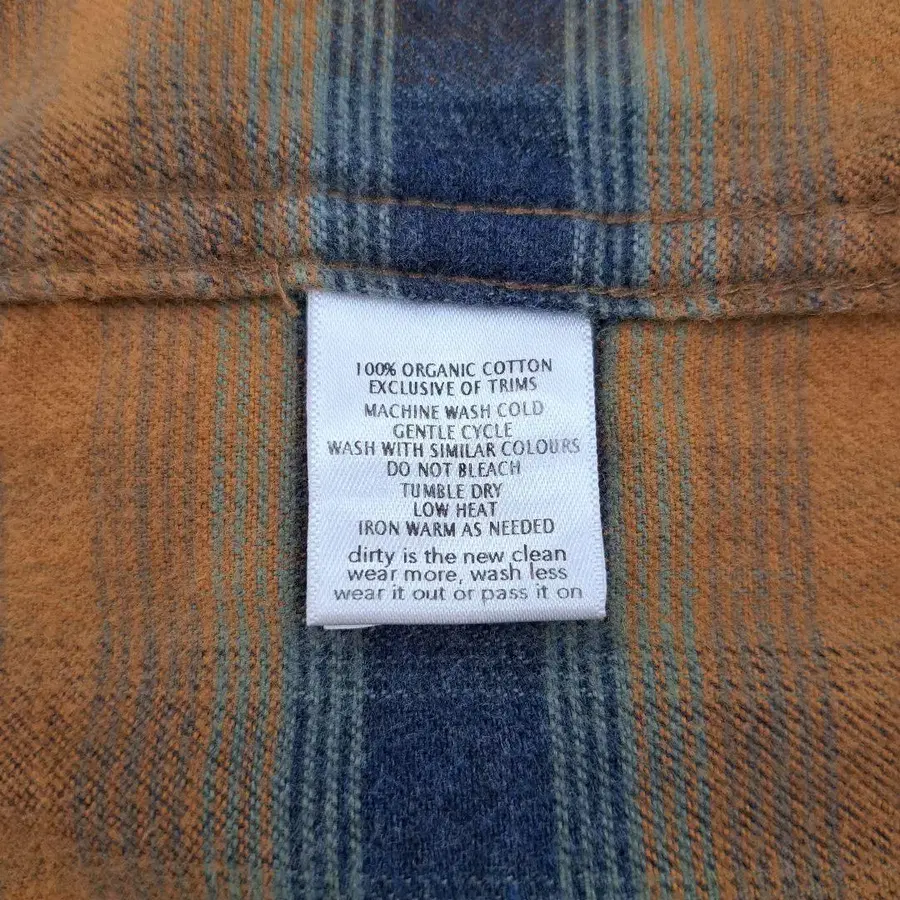 100% ORGANIC COTTON
EXCLUSIVE OF TRIMS
MACHINE WASH COLD
GENTLE CYCLE
WASH WITH SIMILAR COLOURS
DO NOT BLEACH
TUMBLE DRY
LOW HEAT
IRON WARM AS NEEDED
dirty is the new clean
wear more, wash less
wear it out or pass it on